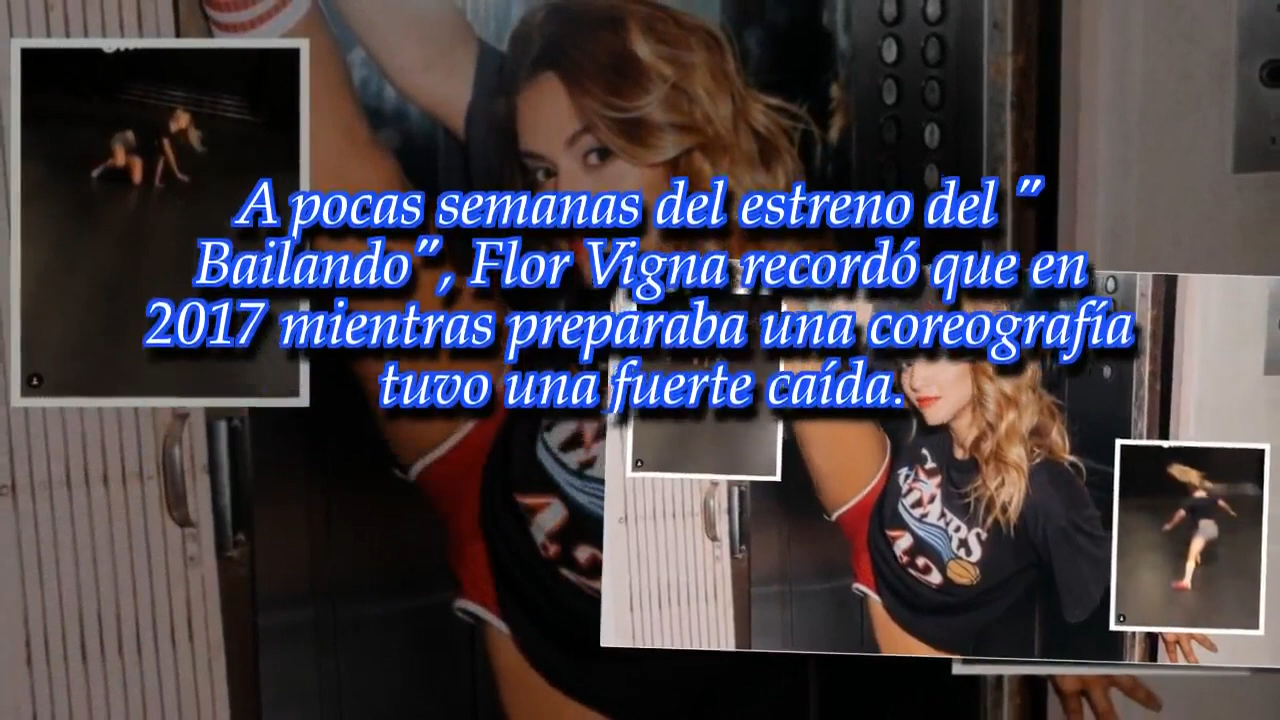 A pocas semanas del estreno del "
Bailando", Flor Vigna recordó que en
2017 mientras preparaba una coreografía
tuvo una fuerte caída.